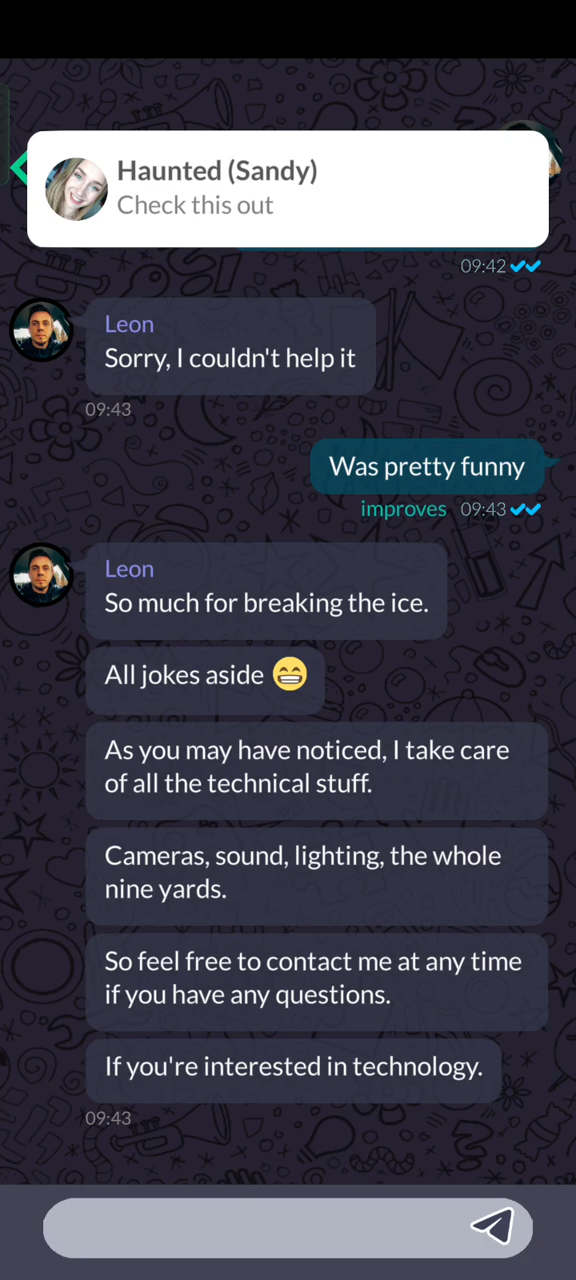 Haunted (Sandy)
Check this out
09:42
Leon
Sorry, I couldn't help it
09:43
Was pretty funny
improves 09:43
Leon
So much for breaking the ice.
All jokes aside 😁
As you may have noticed, I take care
of all the technical stuff.
Cameras, sound, lighting, the whole
nine yards.
So feel free to contact me at any time
if you have any questions.
If you're interested in technology.
09:43